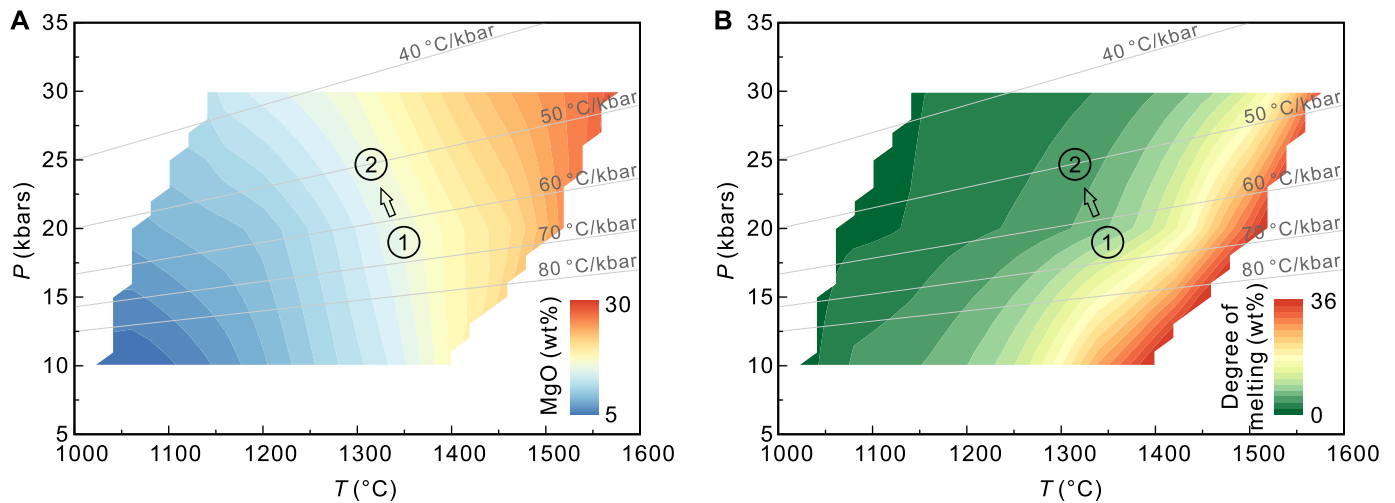 A
35
30
25
20
15
10
5
P (kbars)
40 °C/kbar
50 °C/kbar
60 °C/kbar
70 °C/kbar
80 °C/kbar
2
1
MgO (wt%)
30
5
1000 1100 1200 1300 1400 1500 1600
T (°C)
B
35
30
25
20
15
10
5
P (kbars)
40 °C/kbar
50 °C/kbar
60 °C/kbar
70 °C/kbar
80 °C/kbar
2
1
Degree of
melting (wt%)
36
0
1000 1100 1200 1300 1400 1500 1600
T (°C)